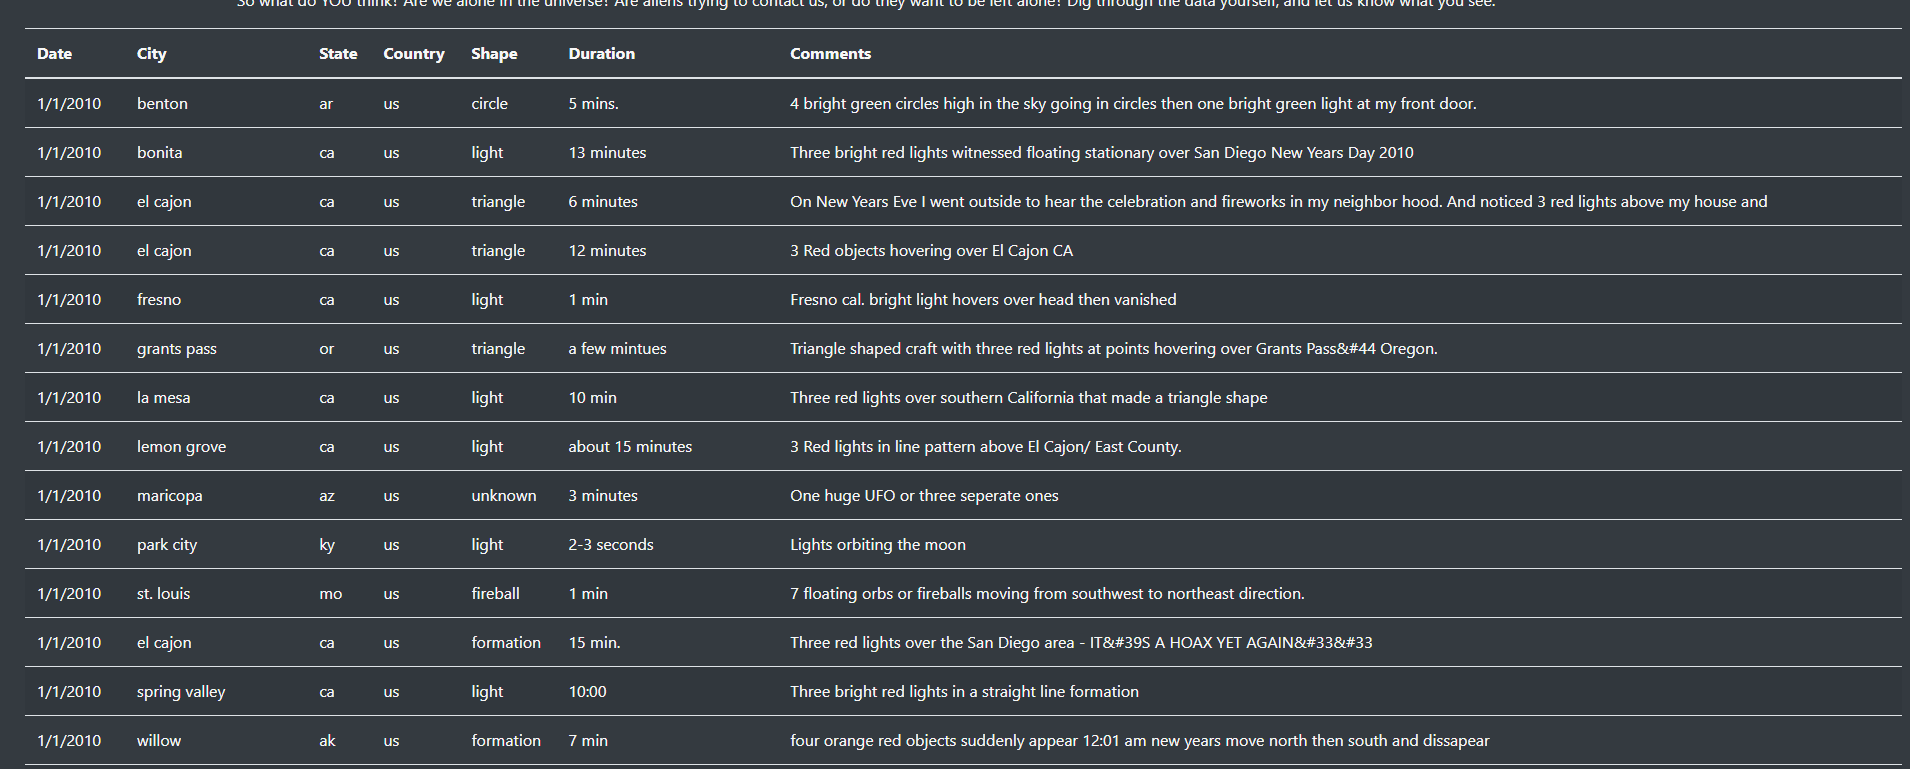 So what do YOU think? Are we alone in the universe? Are aliens trying to contact us, or do they want to be left alone? Dig through the data yourself, and let us know what you see.
Date City State Country Shape Duration Comments
1/1/2010 benton ar us circle 5 mins. 4 bright green circles high in the sky going in circles then one bright green light at my front door.
1/1/2010 bonita ca us light 13 minutes Three bright red lights witnessed floating stationary over San Diego New Years Day 2010
1/1/2010 el cajon ca us triangle 6 minutes On New Years Eve I went outside to hear the celebration and fireworks in my neighbor hood. And noticed 3 red lights above my house and
1/1/2010 el cajon ca us triangle 12 minutes 3 Red objects hovering over El Cajon CA
1/1/2010 fresno ca us light 1 min Fresno cal. bright light hovers over head then vanished
1/1/2010 grants pass or us triangle a few mintues Triangle shaped craft with three red lights at points hovering over Grants Pass&#44 Oregon.
1/1/2010 la mesa ca us light 10 min Three red lights over southern California that made a triangle shape
1/1/2010 lemon grove ca us light about 15 minutes 3 Red lights in line pattern above El Cajon/ East County.
1/1/2010 maricopa az us unknown 3 minutes One huge UFO or three seperate ones
1/1/2010 park city ky us light 2-3 seconds Lights orbiting the moon
1/1/2010 st. louis mo us fireball 1 min 7 floating orbs or fireballs moving from southwest to northeast direction.
1/1/2010 el cajon ca us formation 15 min. Three red lights over the San Diego area - IT&#39S A HOAX YET AGAIN&#33&#33
1/1/2010 spring valley ca us light 10:00 Three bright red lights in a straight line formation
1/1/2010 willow ak us formation 7 min four orange red objects suddenly appear 12:01 am new years move north then south and dissapear